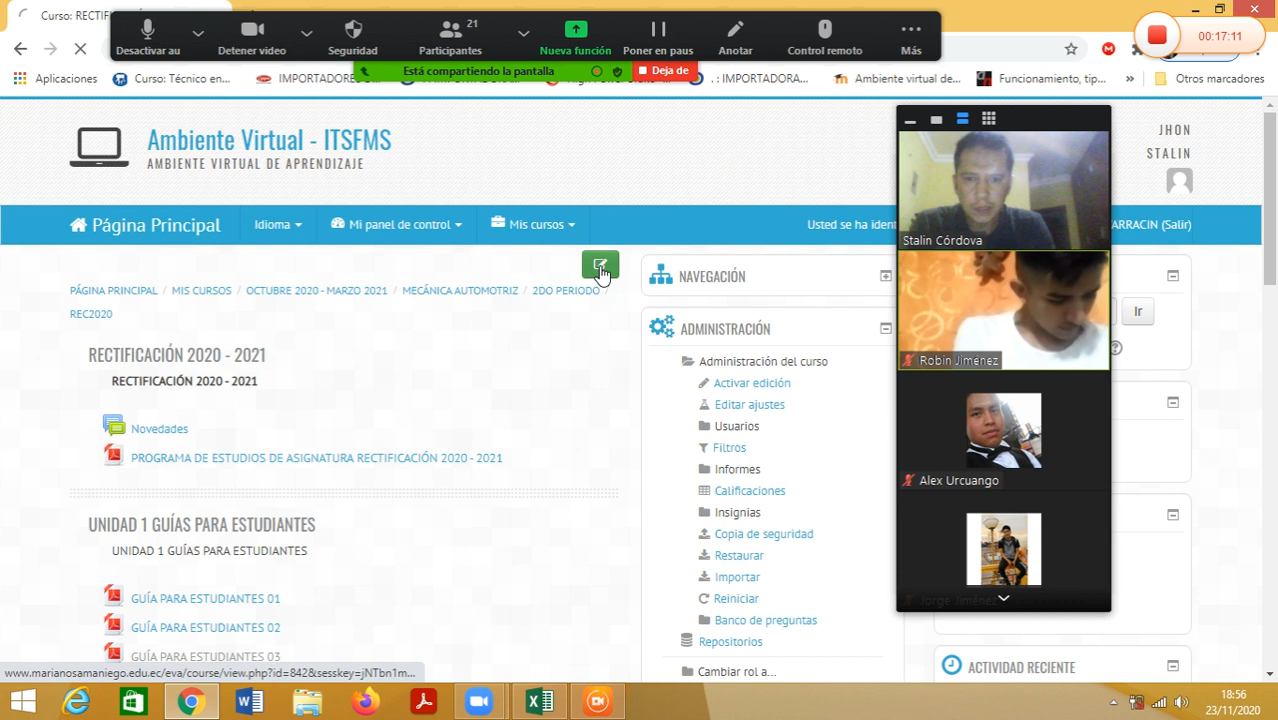 Curso: RECTIFI
21
00:17:11
Desactivar au
Detener video
Seguridad
Participantes
Nueva función
Poner en paus
Anotar
Control remoto
Más
Está compartiendo la pantalla
Deja de
Aplicaciones
Curso: Técnico en...
IMPORTADORES
IMPORTADORA...
Ambiente virtual de...
Funcionamiento, tip...
»
Otros marcadores
Ambiente Virtual - ITSFMS
AMBIENTE VIRTUAL DE APRENDIZAJE
JHON
STALIN
Página Principal
Idioma
Mi panel de control
Mis cursos
Usted se ha ident
ARRACIN (Salir)
PÁGINA PRINCIPAL / MIS CURSOS / OCTUBRE 2020 - MARZO 2021 / MECÁNICA AUTOMOTRIZ / 2DO PERIODO /
REC2020
RECTIFICACIÓN 2020 - 2021
RECTIFICACIÓN 2020 - 2021
Novedades
PROGRAMA DE ESTUDIOS DE ASIGNATURA RECTIFICACIÓN 2020 - 2021
UNIDAD 1 GUÍAS PARA ESTUDIANTES
UNIDAD 1 GUÍAS PARA ESTUDIANTES
GUÍA PARA ESTUDIANTES 01
GUÍA PARA ESTUDIANTES 02
GUÍA PARA ESTUDIANTES 03
NAVEGACIÓN
ADMINISTRACIÓN
Administración del curso
Activar edición
Editar ajustes
Usuarios
Filtros
Informes
Calificaciones
Insignias
Copia de seguridad
Restaurar
Importar
Reiniciar
Banco de preguntas
Repositorios
Cambiar rol a...
Stalin Córdova
Robin Jiménez
Alex Urcuango
Jorge Jiménez
Ir
ACTIVIDAD RECIENTE
www.marianosamaniego.edu.ec/eva/course/view.php?id=842&sesskey=jNTbn1m...
18:56
23/11/2020